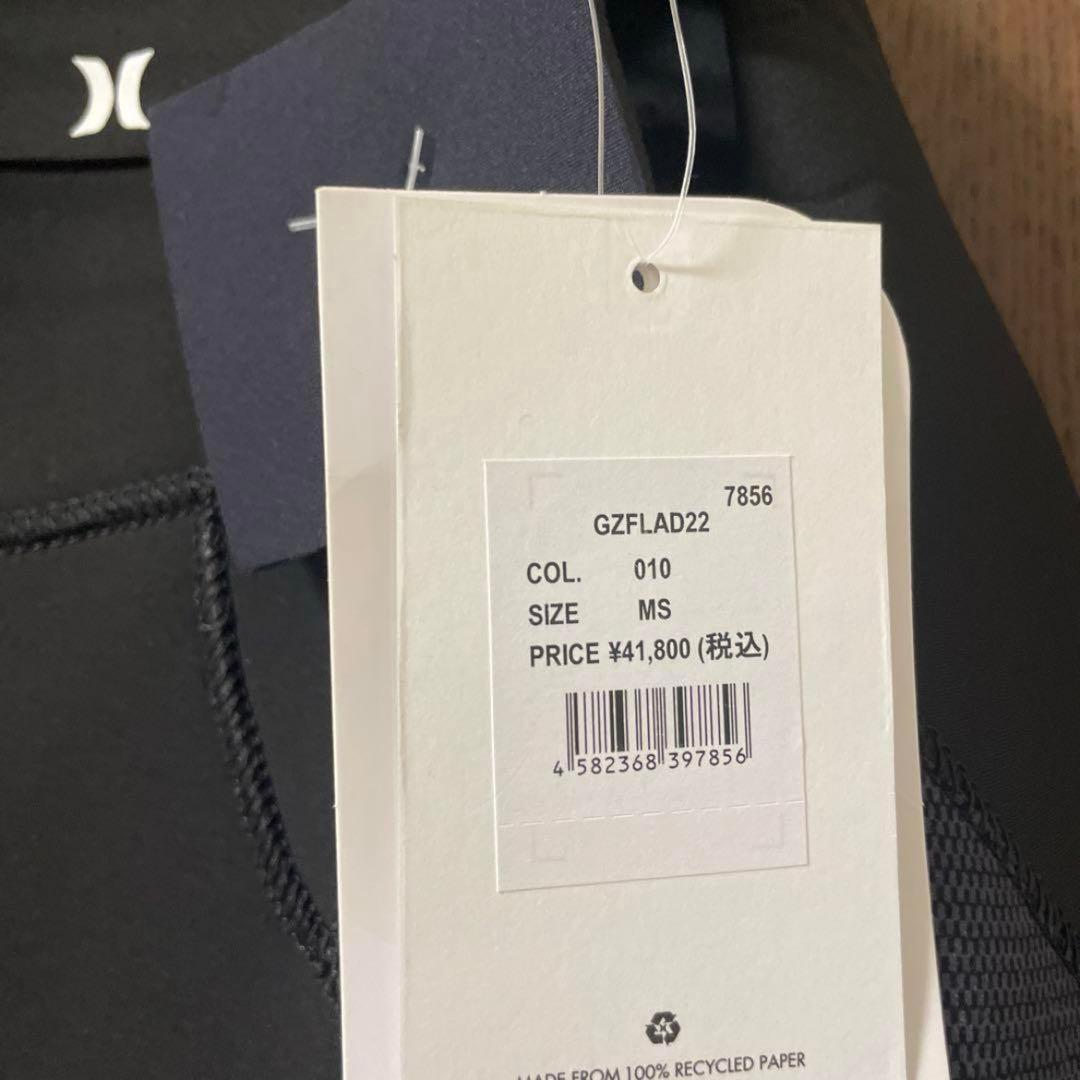 7856
GZFLAD22
COL. 010
SIZE MS
PRICE ¥41,800 (税込)
4 582368 397856
MADE FROM 100% RECYCLED PAPER